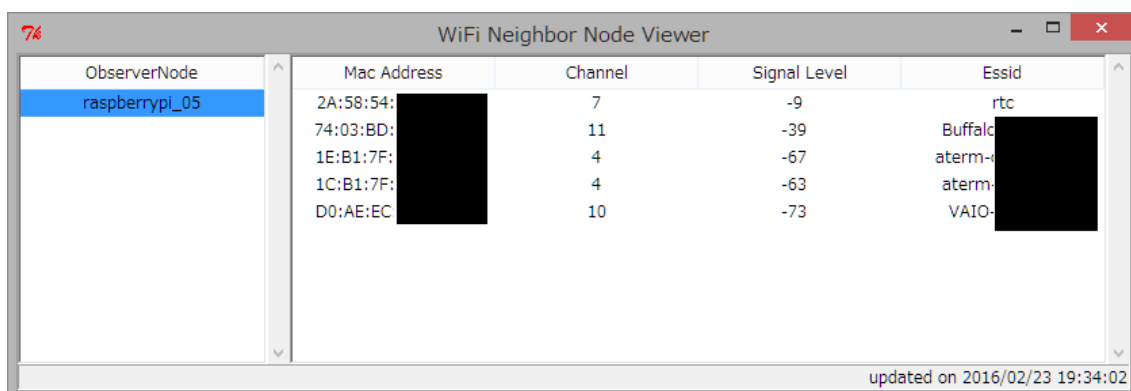 WiFi Neighbor Node Viewer
ObserverNode Mac Address Channel Signal Level Essid
raspberrypi_05 2A:58:54: 7 -9 rtc
74:03:BD: 11 -39 Buffalo
1E:B1:7F: 4 -67 aterm-
1C:B1:7F: 4 -63 aterm-
D0:AE:EC: 10 -73 VAIO-
updated on 2016/02/23 19:34:02